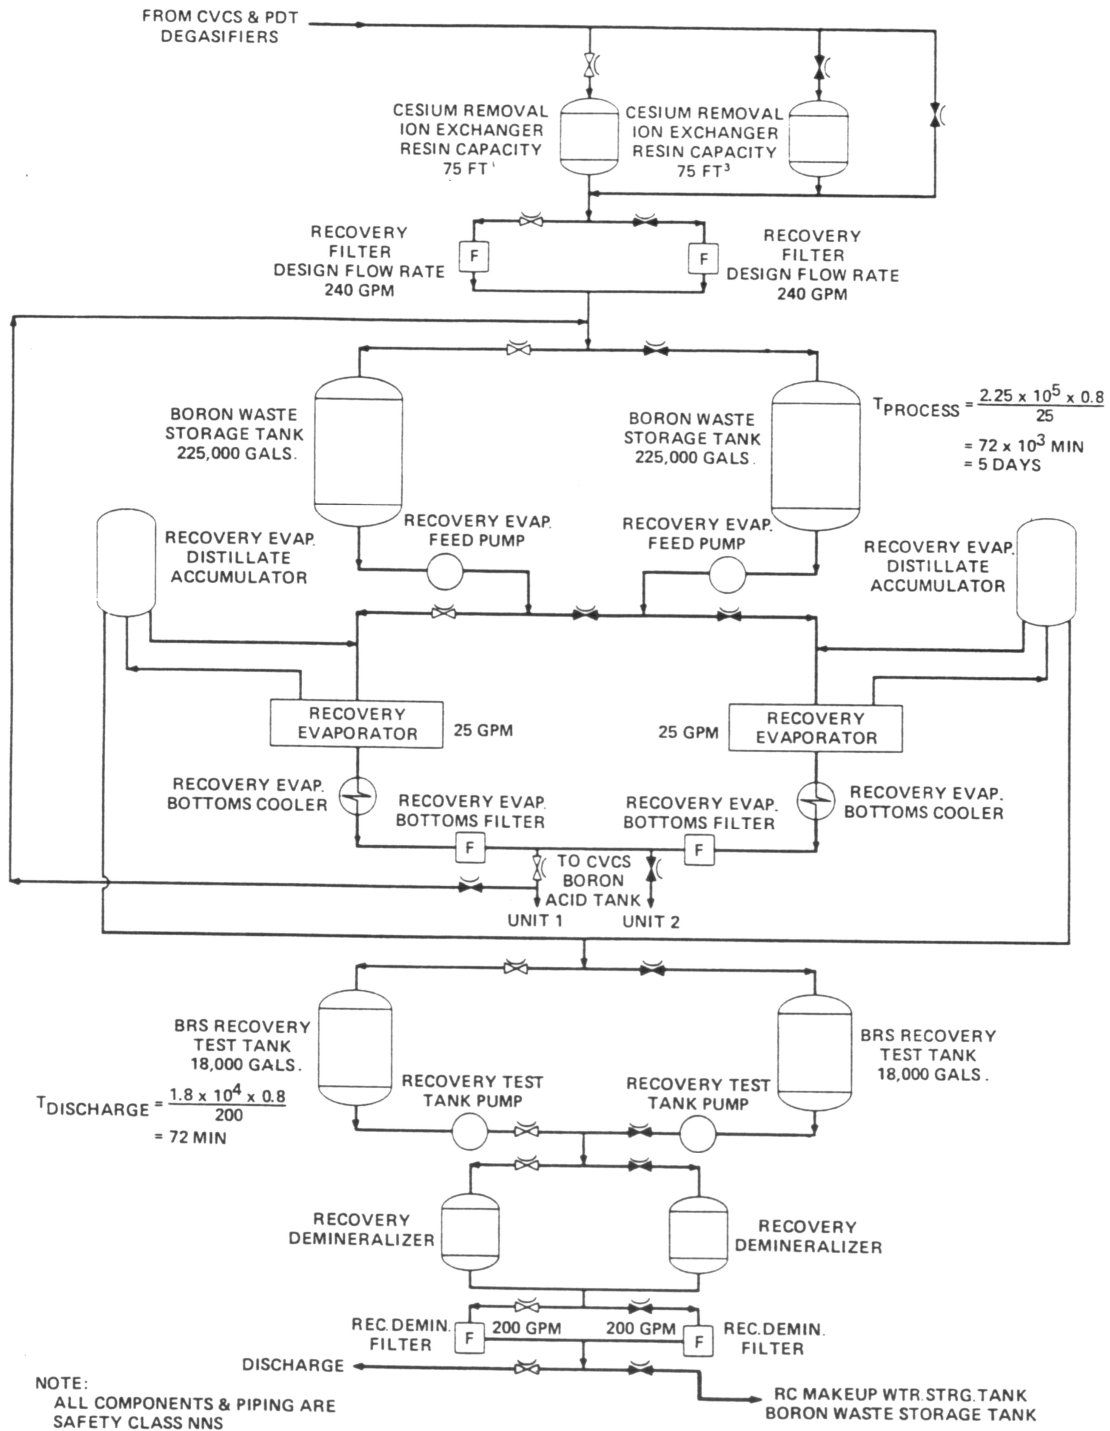 FROM CVCS & PDT
DEGASIFIERS
CESIUM REMOVAL
ION EXCHANGER
RESIN CAPACITY
75 FT
CESIUM REMOVAL
ION EXCHANGER
RESIN CAPACITY
75 FT³
RECOVERY
FILTER
DESIGN FLOW RATE
240 GPM
F
F
RECOVERY
FILTER
DESIGN FLOW RATE
240 GPM
BORON WASTE
STORAGE TANK
225,000 GALS.
BORON WASTE
STORAGE TANK
225,000 GALS.
T PROCESS = 2.25 x 10⁵ x 0.8
25
= 72 x 10³ MIN
= 5 DAYS
RECOVERY EVAP.
DISTILLATE
ACCUMULATOR
RECOVERY EVAP.
FEED PUMP
RECOVERY EVAP.
FEED PUMP
RECOVERY EVAP.
DISTILLATE
ACCUMULATOR
RECOVERY
EVAPORATOR
25 GPM
25 GPM
RECOVERY
EVAPORATOR
RECOVERY EVAP.
BOTTOMS COOLER
RECOVERY EVAP.
BOTTOMS FILTER
RECOVERY EVAP.
BOTTOMS FILTER
RECOVERY EVAP.
BOTTOMS COOLER
F
F
TO CVCS
BORON
ACID TANK
UNIT 1
UNIT 2
BRS RECOVERY
TEST TANK
18,000 GALS.
BRS RECOVERY
TEST TANK
18,000 GALS.
T DISCHARGE = 1.8 x 10⁴ x 0.8
200
= 72 MIN
RECOVERY TEST
TANK PUMP
RECOVERY TEST
TANK PUMP
RECOVERY
DEMINERALIZER
RECOVERY
DEMINERALIZER
REC.DEMIN.
FILTER
F
200 GPM
200 GPM
F
REC.DEMIN.
FILTER
DISCHARGE
RC MAKEUP WTR.STRG.TANK
BORON WASTE STORAGE TANK
NOTE:
ALL COMPONENTS & PIPING ARE
SAFETY CLASS NNS